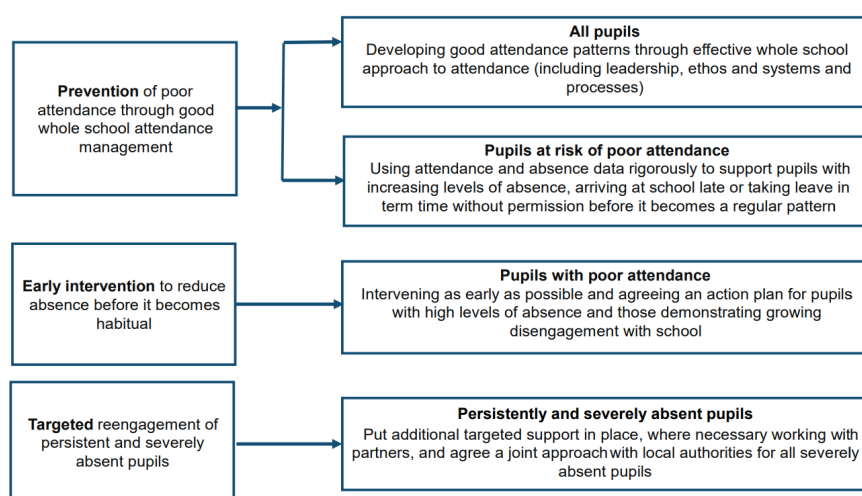 Prevention of poor
attendance through good
whole school attendance
management
All pupils
Developing good attendance patterns through effective whole school
approach to attendance (including leadership, ethos and systems and
processes)
Pupils at risk of poor attendance
Using attendance and absence data rigorously to support pupils with
increasing levels of absence, arriving at school late or taking leave in
term time without permission before it becomes a regular pattern
Early intervention to reduce
absence before it becomes
habitual
Pupils with poor attendance
Intervening as early as possible and agreeing an action plan for pupils
with high levels of absence and those demonstrating growing
disengagement with school
Targeted reengagement of
persistent and severely
absent pupils
Persistently and severely absent pupils
Put additional targeted support in place, where necessary working with
partners, and agree a joint approach with local authorities for all severely
absent pupils